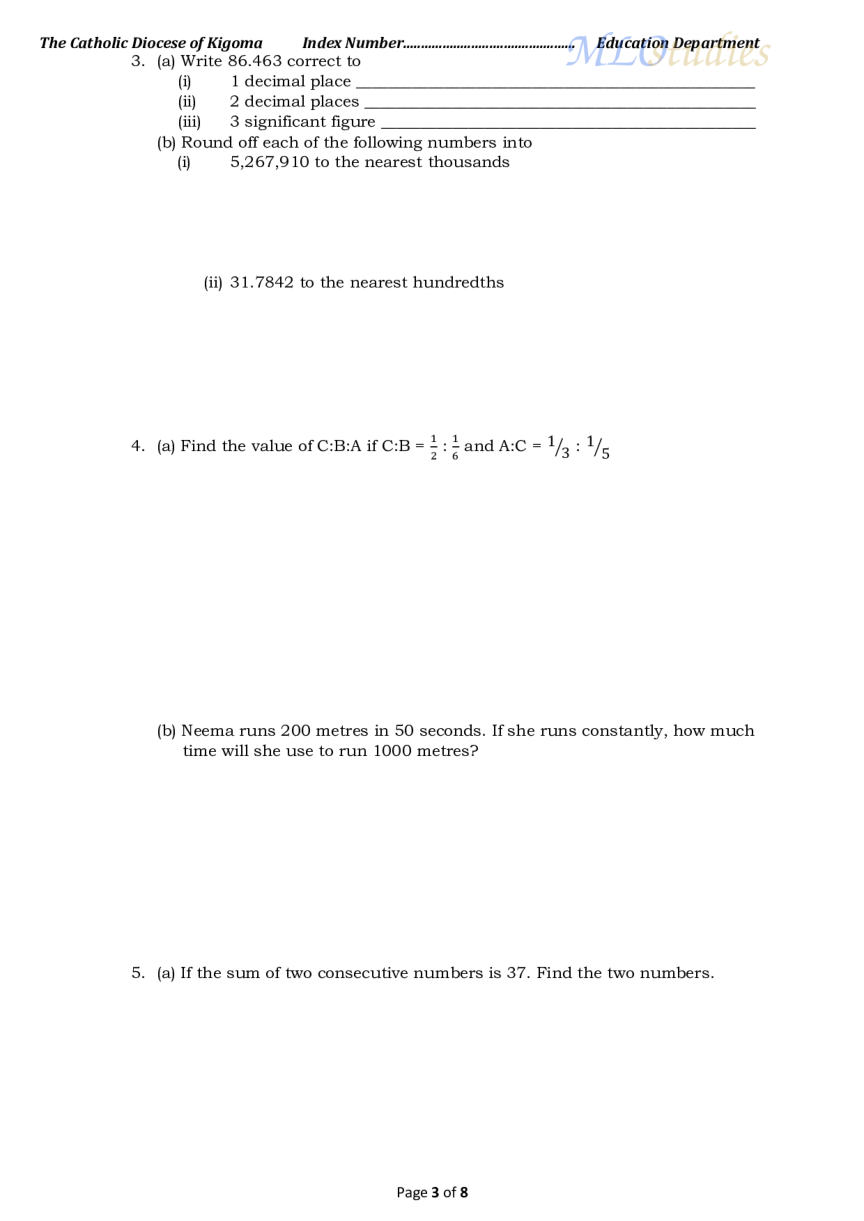 The Catholic Diocese of Kigoma Index Number................................................ Education Department
MLOstudies
3. (a) Write 86.463 correct to
(i) 1 decimal place ______________________________
(ii) 2 decimal places ______________________________
(iii) 3 significant figure ______________________________
(b) Round off each of the following numbers into
(i) 5,267,910 to the nearest thousands
(ii) 31.7842 to the nearest hundredths
4. (a) Find the value of C:B:A if C:B = 1/2 : 1/6 and A:C = 1/3 : 1/5
(b) Neema runs 200 metres in 50 seconds. If she runs constantly, how much
time will she use to run 1000 metres?
5. (a) If the sum of two consecutive numbers is 37. Find the two numbers.
Page 3 of 8